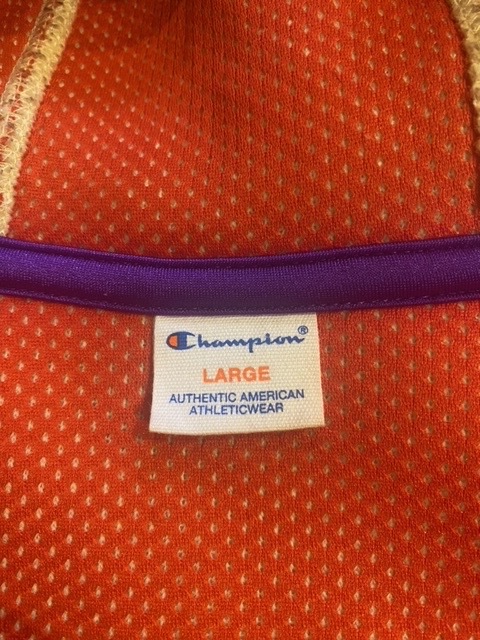 Champion®
LARGE
AUTHENTIC AMERICAN
ATHLETICWEAR